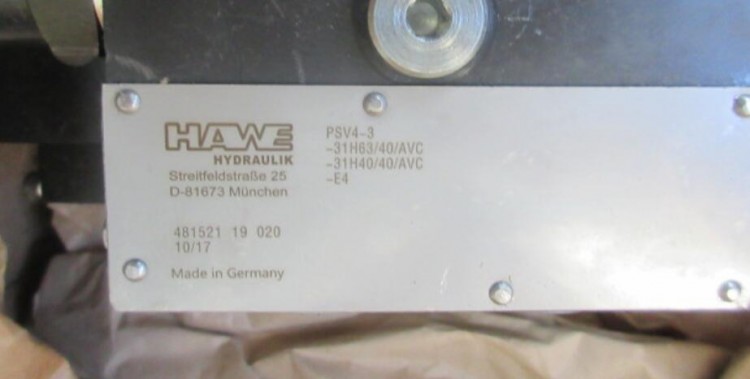 HAWE
HYDRAULIK
Streitfeldstraße 25
D-81673 München
481521 19 020
10/17
Made in Germany
PSV4-3
-31H63/40/AVC
-31H40/40/AVC
-E4